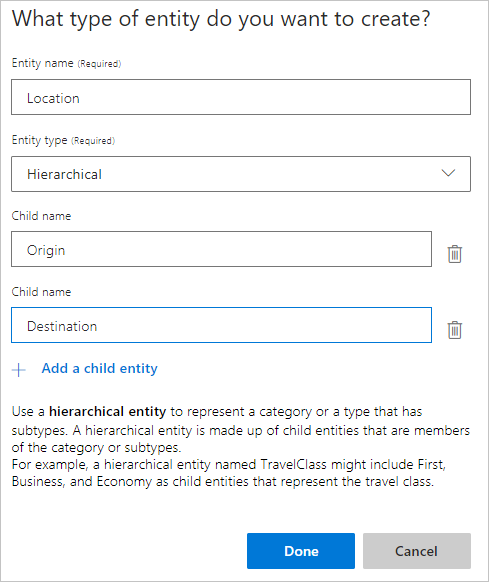 What type of entity do you want to create?
Entity name (Required)
Location
Entity type (Required)
Hierarchical
Child name
Origin
Child name
Destination
+ Add a child entity
Use a hierarchical entity to represent a category or a type that has
subtypes. A hierarchical entity is made up of child entities that are members
of the category or subtypes.
For example, a hierarchical entity named TravelClass might include First,
Business, and Economy as child entities that represent the travel class.
Done
Cancel